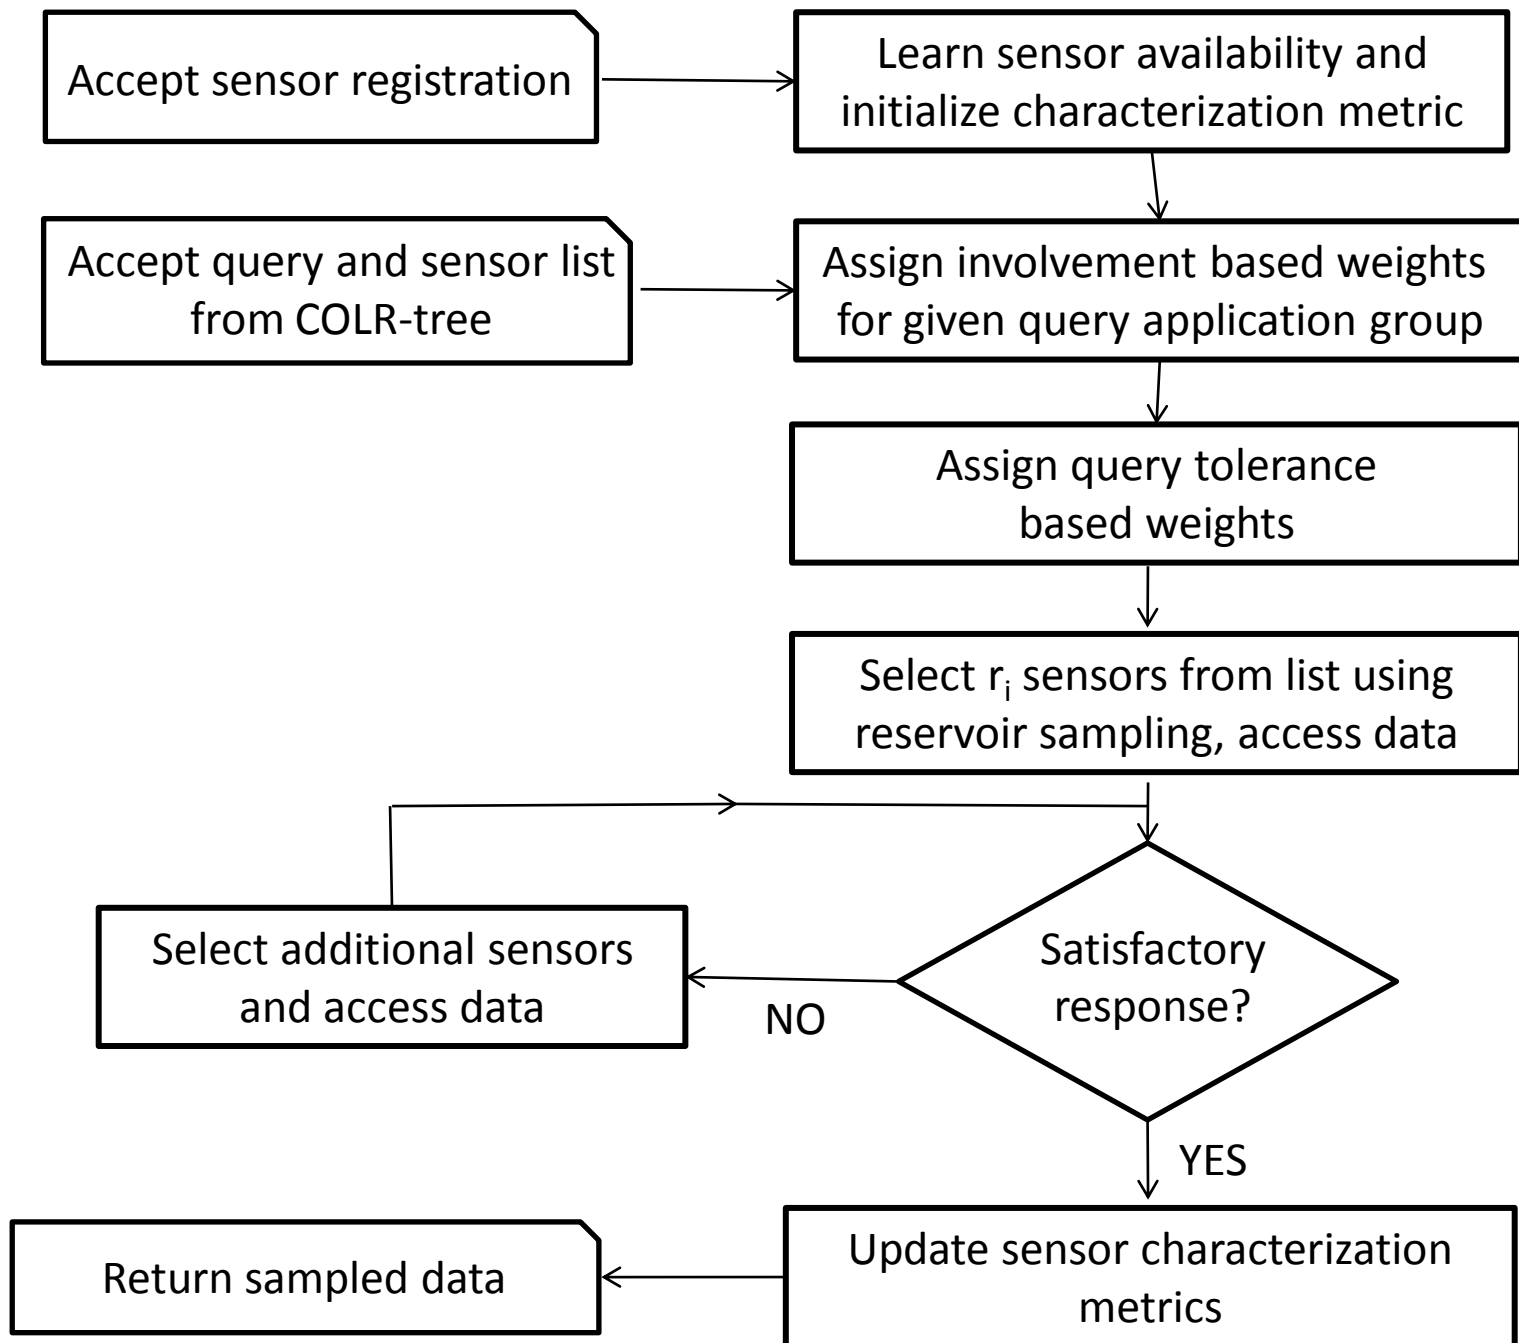 Accept sensor registration
Learn sensor availability and
initialize characterization metric
Accept query and sensor list
from COLR-tree
Assign involvement based weights
for given query application group
Assign query tolerance
based weights
Select rᵢ sensors from list using
reservoir sampling, access data
Select additional sensors
and access data
NO
Satisfactory
response?
YES
Return sampled data
Update sensor characterization
metrics